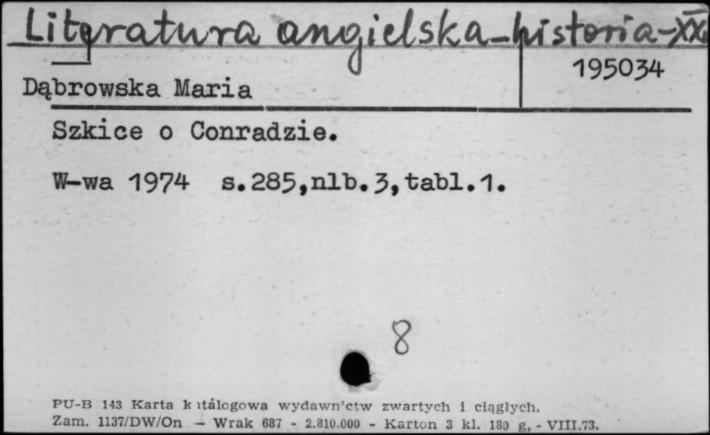 Literatura angielska-historia-XX
195034
Dąbrowska Maria
Szkice o Conradzie.
W-wa 1974 s.285,nlb.3,tabl.1.
8
PU-B 143 Karta katalogowa wydawn'ctw zwartych i ciągłych.
Zam. 1137/DW/On — Wrak 687 - 2.810.000 - Karton 3 kl. 180 g, - VIII.73.